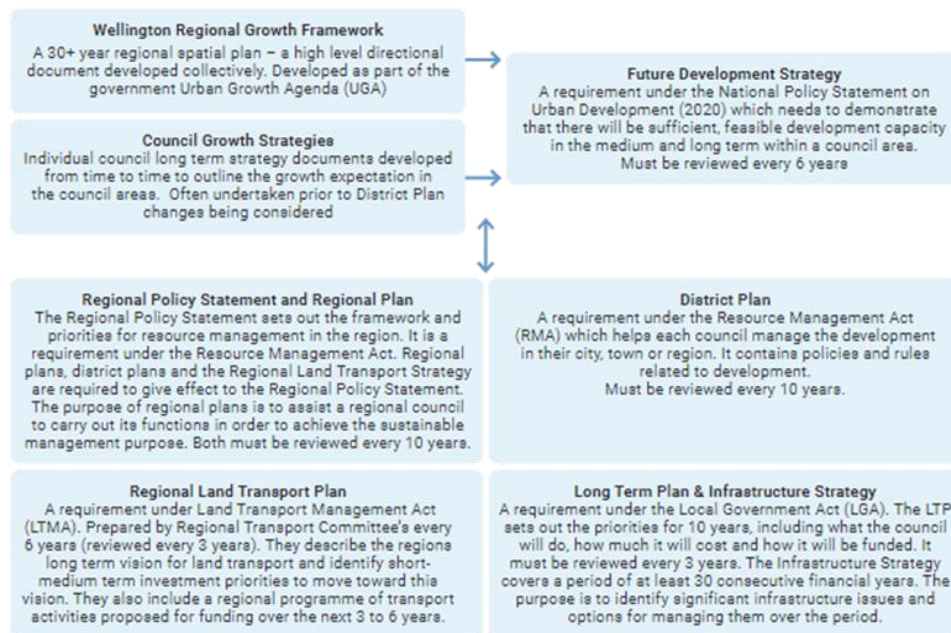 Wellington Regional Growth Framework
A 30+ year regional spatial plan – a high level directional
document developed collectively. Developed as part of the
government Urban Growth Agenda (UGA)
Future Development Strategy
A requirement under the National Policy Statement on
Urban Development (2020) which needs to demonstrate
that there will be sufficient, feasible development capacity
in the medium and long term within a council area.
Must be reviewed every 6 years
Council Growth Strategies
Individual council long term strategy documents developed
from time to time to outline the growth expectation in
the council areas. Often undertaken prior to District Plan
changes being considered
Regional Policy Statement and Regional Plan
The Regional Policy Statement sets out the framework and
priorities for resource management in the region. It is a
requirement under the Resource Management Act. Regional
plans, district plans and the Regional Land Transport Strategy
are required to give effect to the Regional Policy Statement.
The purpose of regional plans is to assist a regional council
to carry out its functions in order to achieve the sustainable
management purpose. Both must be reviewed every 10 years.
District Plan
A requirement under the Resource Management Act
(RMA) which helps each council manage the development
in their city, town or region. It contains policies and rules
related to development.
Must be reviewed every 10 years.
Regional Land Transport Plan
A requirement under Land Transport Management Act
(LTMA). Prepared by Regional Transport Committee's every
6 years (reviewed every 3 years). They describe the regions
long term vision for land transport and identify short-
medium term investment priorities to move toward this
vision. They also include a regional programme of transport
activities proposed for funding over the next 3 to 6 years.
Long Term Plan & Infrastructure Strategy
A requirement under the Local Government Act (LGA). The LTP
sets out the priorities for 10 years, including what the council
will do, how much it will cost and how it will be funded. It
must be reviewed every 3 years. The Infrastructure Strategy
covers a period of at least 30 consecutive financial years. The
purpose is to identify significant infrastructure issues and
options for managing them over the period.